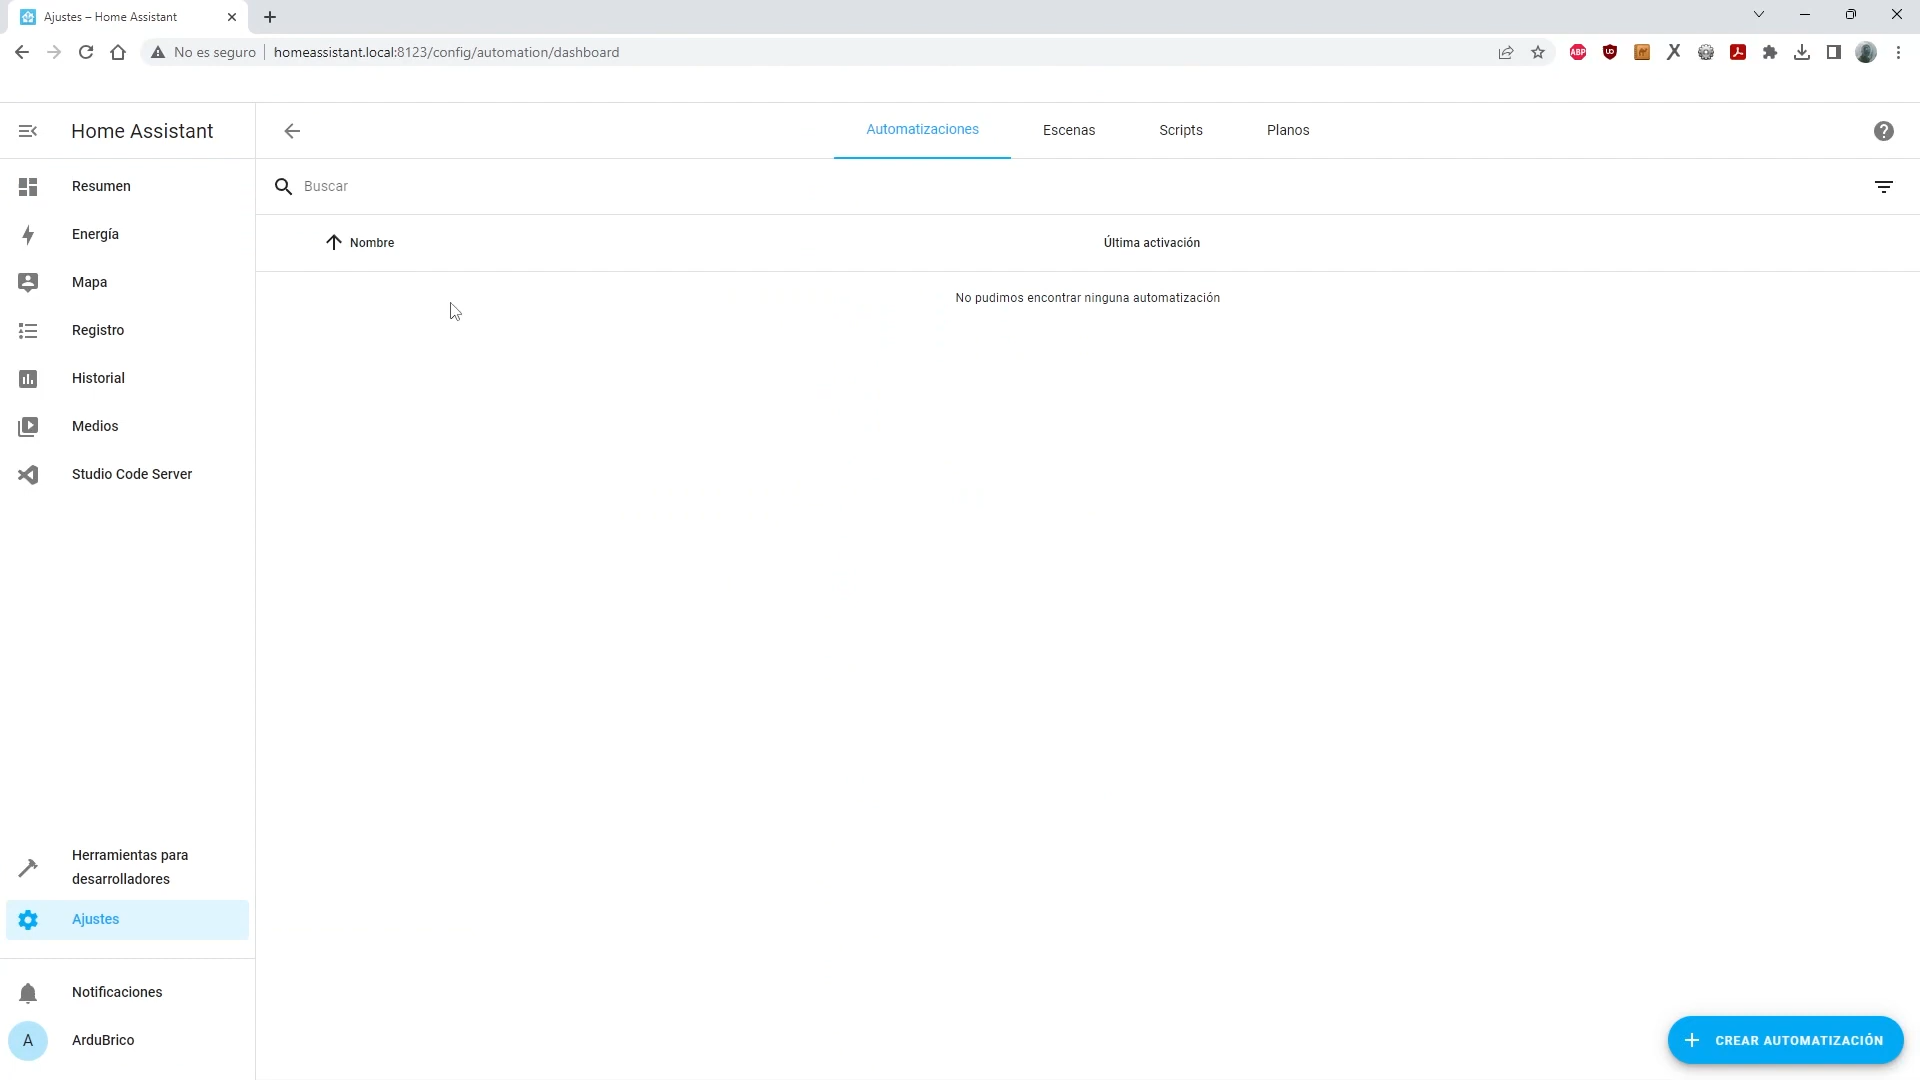 Ajustes – Home Assistant
No es seguro
homeassistant.local:8123/config/automation/dashboard
ABP
Home Assistant
Automatizaciones
Escenas
Scripts
Planos
Resumen
Buscar
Energía
Nombre
Última activación
Mapa
No pudimos encontrar ninguna automatización
Registro
Historial
Medios
Studio Code Server
Herramientas para
desarrolladores
Ajustes
Notificaciones
A
ArduBrico
CREAR AUTOMATIZACIÓN